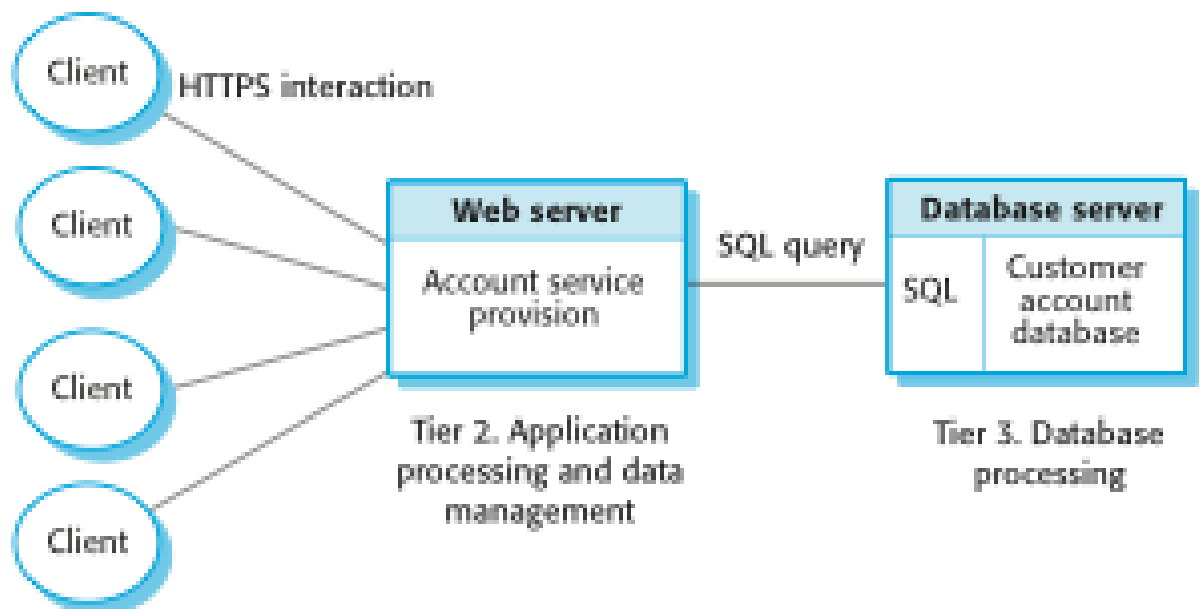 Client
HTTPS interaction
Client
Client
Client
Web server
Account service
provision
Tier 2. Application
processing and data
management
SQL query
Database server
SQL
Customer
account
database
Tier 3. Database
processing